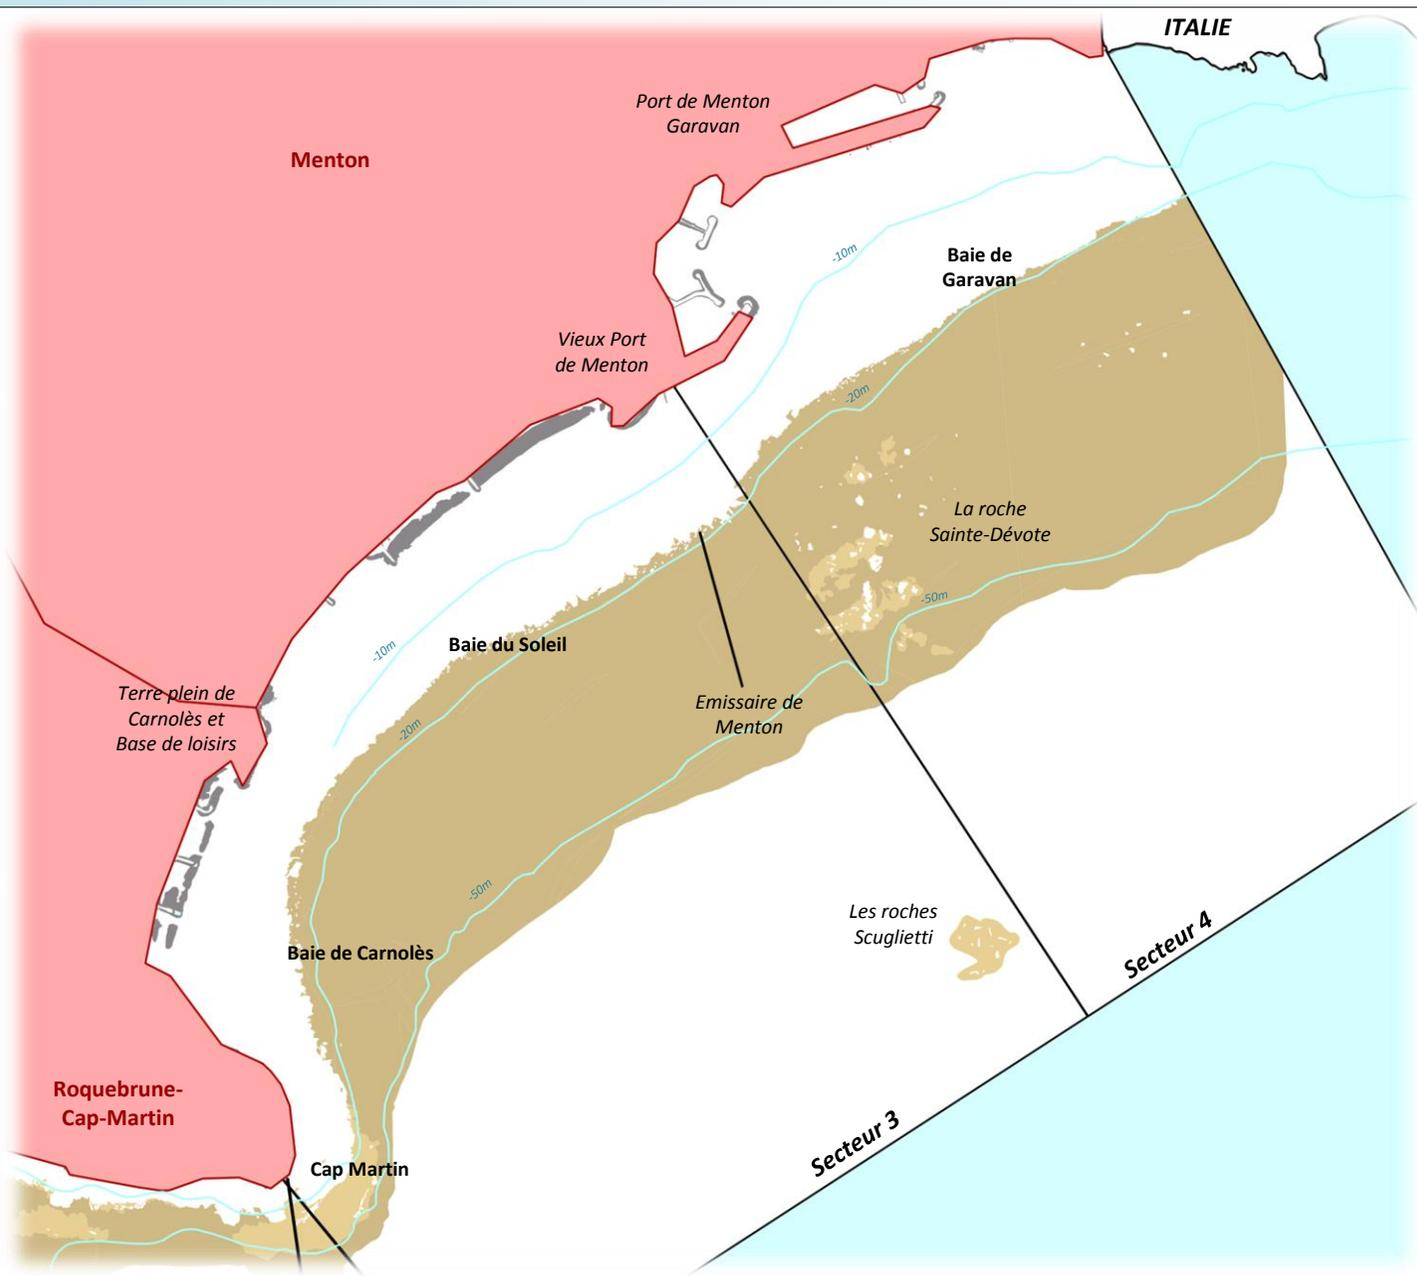 ITALIE
Port de Menton
Garavan
Menton
-10m
Baie de
Garavan
Vieux Port
de Menton
-20m
La roche
Sainte-Dévote
-50m
-10m
Baie du Soleil
Terre plein de
Carnolès et
Base de loisirs
Emissaire de
Menton
-20m
-50m
Les roches
Scuglietti
Secteur 4
Baie de Carnolès
Roquebrune-
Cap-Martin
Secteur 3
Cap Martin